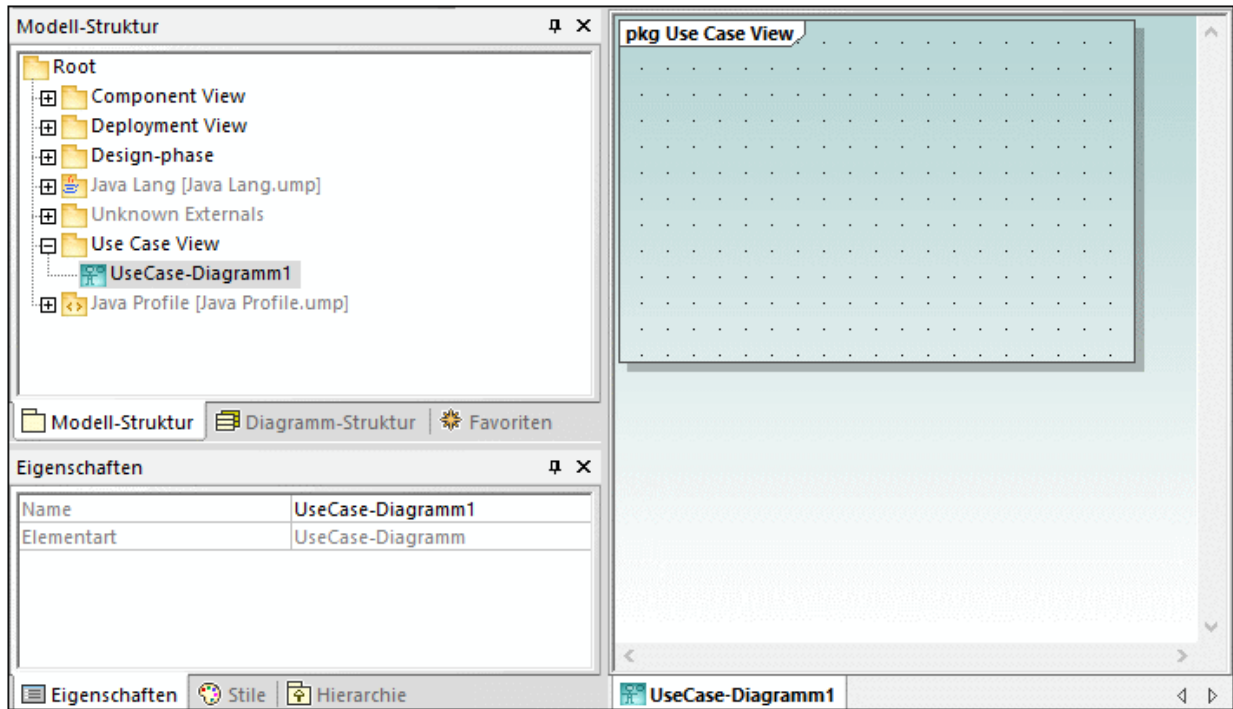 Modell-Struktur
Root
Component View
Deployment View
Design-phase
Java Lang [Java Lang.ump]
Unknown Externals
Use Case View
UseCase-Diagramm1
Java Profile [Java Profile.ump]
Modell-Struktur Diagramm-Struktur Favoriten
Eigenschaften
Name UseCase-Diagramm1
Elementart UseCase-Diagramm
Eigenschaften Stile Hierarchie
pkg Use Case View
UseCase-Diagramm1